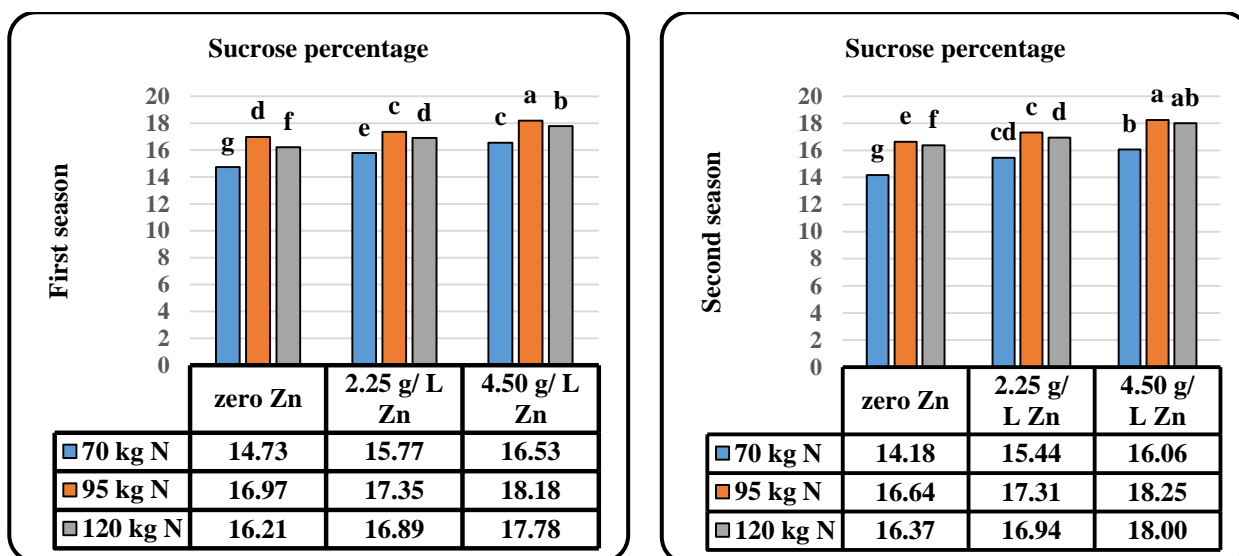 Sucrose percentage
First season
20
18
16
14
12
10
8
6
4
2
0
g d f e c d c a b
zero Zn 2.25 g/ L Zn 4.50 g/ L Zn
70 kg N 14.73 15.77 16.53
95 kg N 16.97 17.35 18.18
120 kg N 16.21 16.89 17.78
Sucrose percentage
Second season
20
18
16
14
12
10
8
6
4
2
0
g e f cd c d b a ab
zero Zn 2.25 g/ L Zn 4.50 g/ L Zn
70 kg N 14.18 15.44 16.06
95 kg N 16.64 17.31 18.25
120 kg N 16.37 16.94 18.00